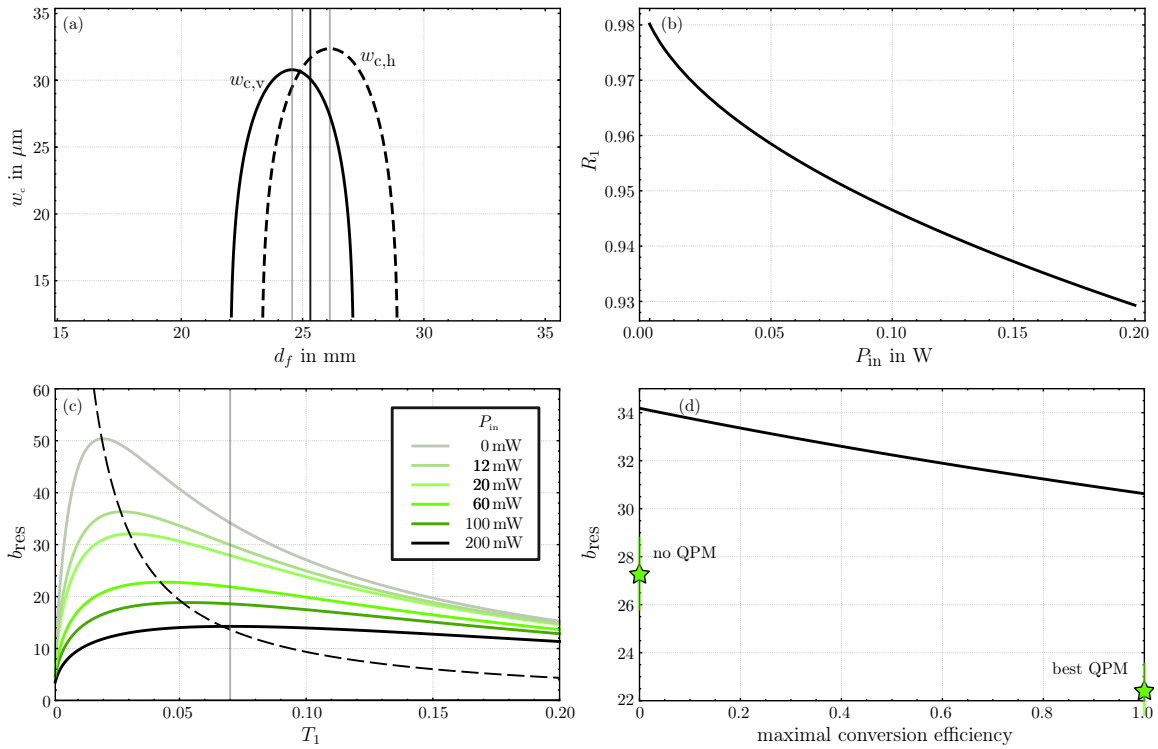 (a)
35
30
25
20
15
w_c in μm
w_c,v
w_c,h
15
20
25
30
35
d_f in mm
(b)
0.98
0.97
0.96
0.95
0.94
0.93
R_1
0.00
0.05
0.10
0.15
0.20
P_in in W
(c)
60
50
40
30
20
10
0
b_res
P_in
0 mW
12 mW
20 mW
60 mW
100 mW
200 mW
0
0.05
0.10
0.15
0.20
T_1
(d)
34
32
30
28
26
24
22
b_res
no QPM
best QPM
0
0.2
0.4
0.6
0.8
1.0
maximal conversion efficiency